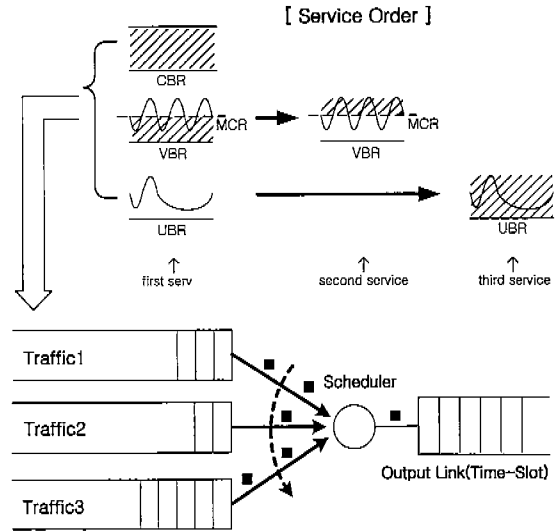 [ Service Order ]
CBR
MCR
VBR
MCR
VBR
UBR
UBR
first serv
second service
third service
Traffic1
Scheduler
Traffic2
Output Link(Time-Slot)
Traffic3